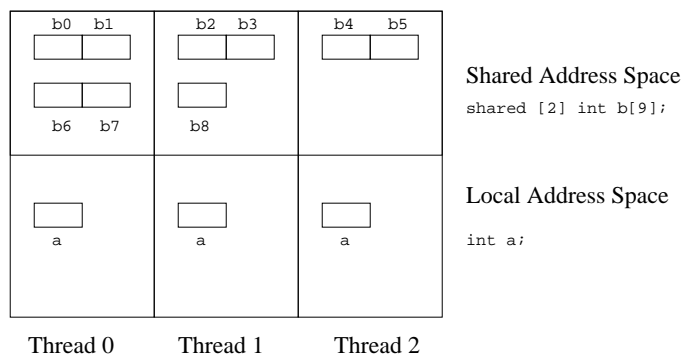 b0 b1 b2 b3 b4 b5
b6 b7 b8
Shared Address Space
shared [2] int b[9];
a a a
Local Address Space
int a;
Thread 0 Thread 1 Thread 2